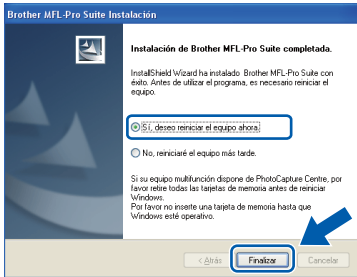 Brother MFL-Pro Suite Instalación
Instalación de Brother MFL-Pro Suite completada.
InstallShield Wizard ha instalado Brother MFL-Pro Suite con
éxito. Antes de utilizar el programa, es necesario reiniciar el
equipo.
Sí, deseo reiniciar el equipo ahora.
No, reiniciaré el equipo más tarde.
Si su equipo multifunción dispone de PhotoCapture Centre, por
favor retire todas las tarjetas de memoria antes de reiniciar
Windows.
Por favor no inserte una tarjeta de memoria hasta que
Windows esté operativo.
< Atrás
Finalizar
Cancelar